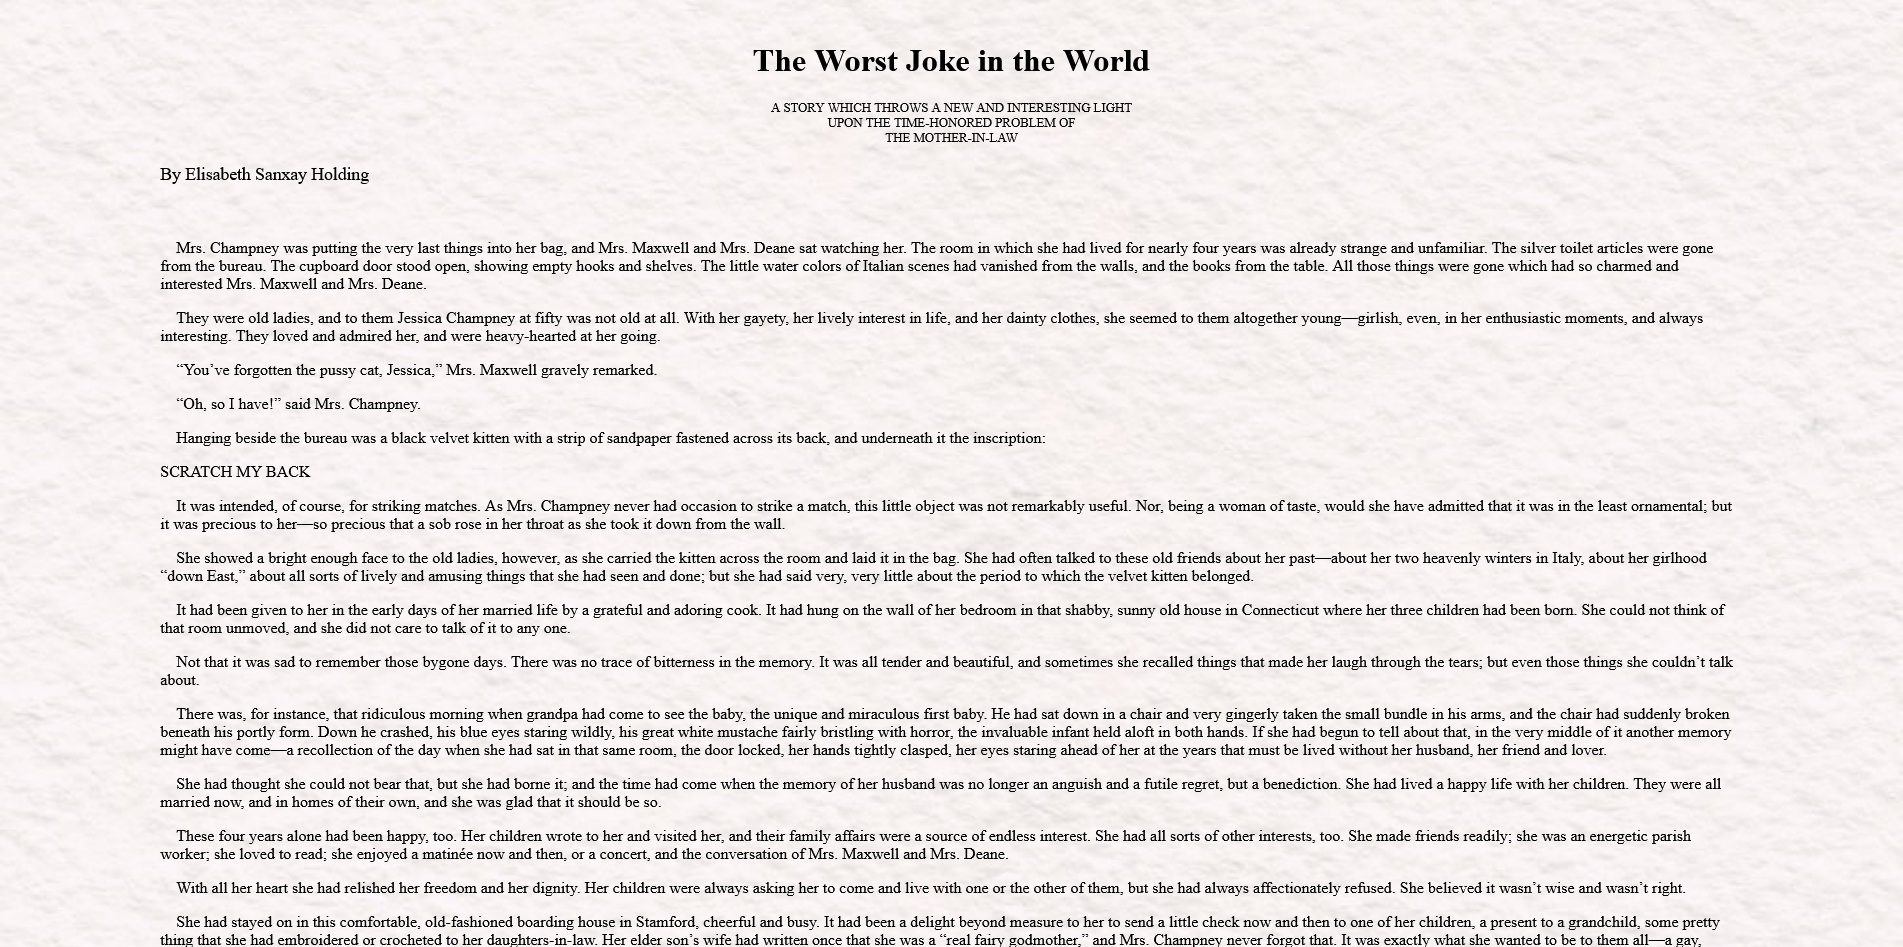 The Worst Joke in the World
A STORY WHICH THROWS A NEW AND INTERESTING LIGHT
UPON THE TIME-HONORED PROBLEM OF
THE MOTHER-IN-LAW
By Elisabeth Sanxay Holding
Mrs. Champney was putting the very last things into her bag, and Mrs. Maxwell and Mrs. Deane sat watching her. The room in which she had lived for nearly four years was already strange and unfamiliar. The silver toilet articles were gone
from the bureau. The cupboard door stood open, showing empty hooks and shelves. The little water colors of Italian scenes had vanished from the walls, and the books from the table. All those things were gone which had so charmed and
interested Mrs. Maxwell and Mrs. Deane.
They were old ladies, and to them Jessica Champney at fifty was not old at all. With her gayety, her lively interest in life, and her dainty clothes, she seemed to them altogether young—girlish, even, in her enthusiastic moments, and always
interesting. They loved and admired her, and were heavy-hearted at her going.
“You’ve forgotten the pussy cat, Jessica,” Mrs. Maxwell gravely remarked.
“Oh, so I have!” said Mrs. Champney.
Hanging beside the bureau was a black velvet kitten with a strip of sandpaper fastened across its back, and underneath it the inscription:
SCRATCH MY BACK
It was intended, of course, for striking matches. As Mrs. Champney never had occasion to strike a match, this little object was not remarkably useful. Nor, being a woman of taste, would she have admitted that it was in the least ornamental; but
it was precious to her—so precious that a sob rose in her throat as she took it down from the wall.
She showed a bright enough face to the old ladies, however, as she carried the kitten across the room and laid it in the bag. She had often talked to these old friends about her past—about her two heavenly winters in Italy, about her girlhood
“down East,” about all sorts of lively and amusing things that she had seen and done; but she had said very, very little about the period to which the velvet kitten belonged.
It had been given to her in the early days of her married life by a grateful and adoring cook. It had hung on the wall of her bedroom in that shabby, sunny old house in Connecticut where her three children had been born. She could not think of
that room unmoved, and she did not care to talk of it to any one.
Not that it was sad to remember those bygone days. There was no trace of bitterness in the memory. It was all tender and beautiful, and sometimes she recalled things that made her laugh through the tears; but even those things she couldn’t talk
about.
There was, for instance, that ridiculous morning when grandpa had come to see the baby, the unique and miraculous first baby. He had sat down in a chair and very gingerly taken the small bundle in his arms, and the chair had suddenly broken
beneath his portly form. Down he crashed, his blue eyes staring wildly, his great white mustache fairly bristling with horror, the invaluable infant held aloft in both hands. If she had begun to tell about that, in the very middle of it another memory
might have come—a recollection of the day when she had sat in that same room, the door locked, her hands tightly clasped, her eyes staring ahead of her at the years that must be lived without her husband, her friend and lover.
She had thought she could not bear that, but she had borne it; and the time had come when the memory of her husband was no longer an anguish and a futile regret, but a benediction. She had lived a happy life with her children. They were all
married now, and in homes of their own, and she was glad that it should be so.
These four years alone had been happy, too. Her children wrote to her and visited her, and their family affairs were a source of endless interest. She had all sorts of other interests, too. She made friends readily; she was an energetic parish
worker; she loved to read; she enjoyed a matinée now and then, or a concert, and the conversation of Mrs. Maxwell and Mrs. Deane.
With all her heart she had relished her freedom and her dignity. Her children were always asking her to come and live with one or the other of them, but she had always affectionately refused. She believed it wasn’t wise and wasn’t right.
She had stayed on in this comfortable, old-fashioned boarding house in Stamford, cheerful and busy. It had been a delight beyond measure to her to send a little check now and then to one of her children, a present to a grandchild, some pretty
thing that she had embroidered or crocheted to her daughters-in-law. Her elder son’s wife had written once that she was a “real fairy godmother,” and Mrs. Champney never forgot that. It was exactly what she wanted to be to them all—a gay,